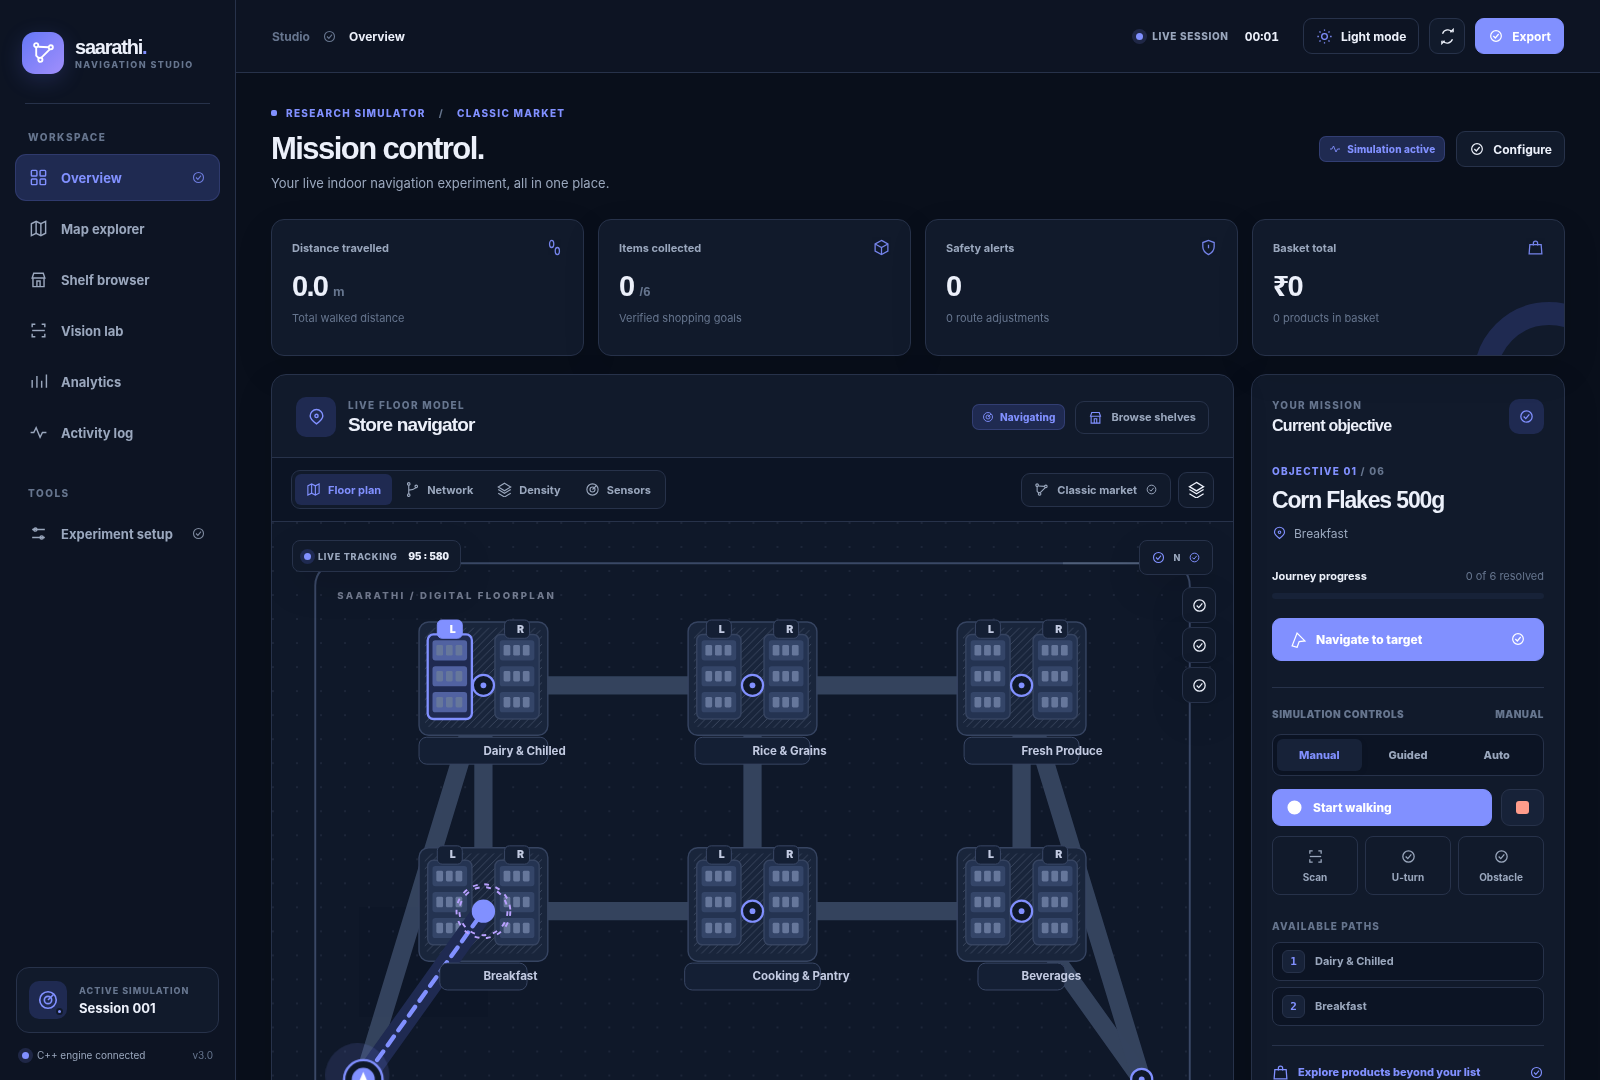 saarathi.
NAVIGATION STUDIO
WORKSPACE
Overview
Map explorer
Shelf browser
Vision lab
Analytics
Activity log
TOOLS
Experiment setup
ACTIVE SIMULATION
Session 001
C++ engine connected v3.0
Studio Overview
LIVE SESSION 00:01
Light mode
Export
RESEARCH SIMULATOR / CLASSIC MARKET
Mission control.
Your live indoor navigation experiment, all in one place.
Simulation active
Configure
Distance travelled
0.0 m
Total walked distance
Items collected
0 /6
Verified shopping goals
Safety alerts
0
0 route adjustments
Basket total
₹0
0 products in basket
LIVE FLOOR MODEL
Store navigator
Navigating
Browse shelves
Floor plan
Network
Density
Sensors
Classic market
LIVE TRACKING 95:580
N
SAARATHI / DIGITAL FLOORPLAN
L R L R L R
Dairy & Chilled
Rice & Grains
Fresh Produce
L R L R L R
Breakfast
Cooking & Pantry
Beverages
YOUR MISSION
Current objective
OBJECTIVE 01 / 06
Corn Flakes 500g
Breakfast
Journey progress 0 of 6 resolved
Navigate to target
SIMULATION CONTROLS MANUAL
Manual Guided Auto
Start walking
Scan U-turn Obstacle
AVAILABLE PATHS
1 Dairy & Chilled
2 Breakfast
Explore products beyond your list